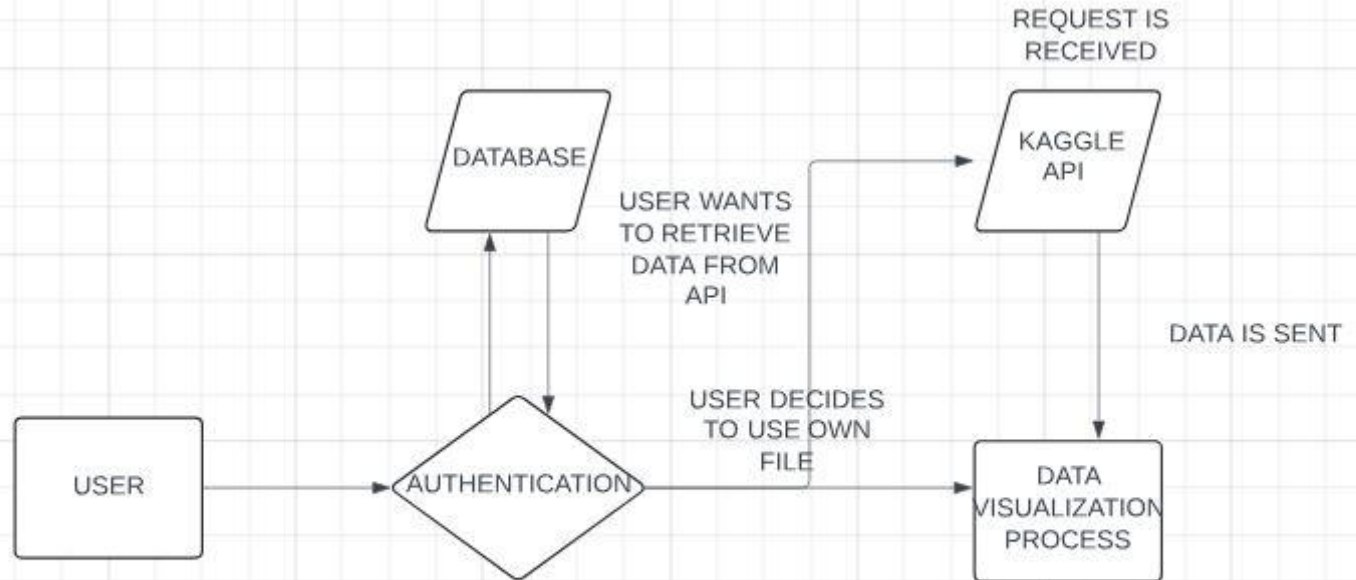 REQUEST IS
RECEIVED
DATABASE
KAGGLE
API
USER WANTS
TO RETRIEVE
DATA FROM
API
DATA IS SENT
USER DECIDES
TO USE OWN
FILE
USER
AUTHENTICATION
DATA
VISUALIZATION
PROCESS